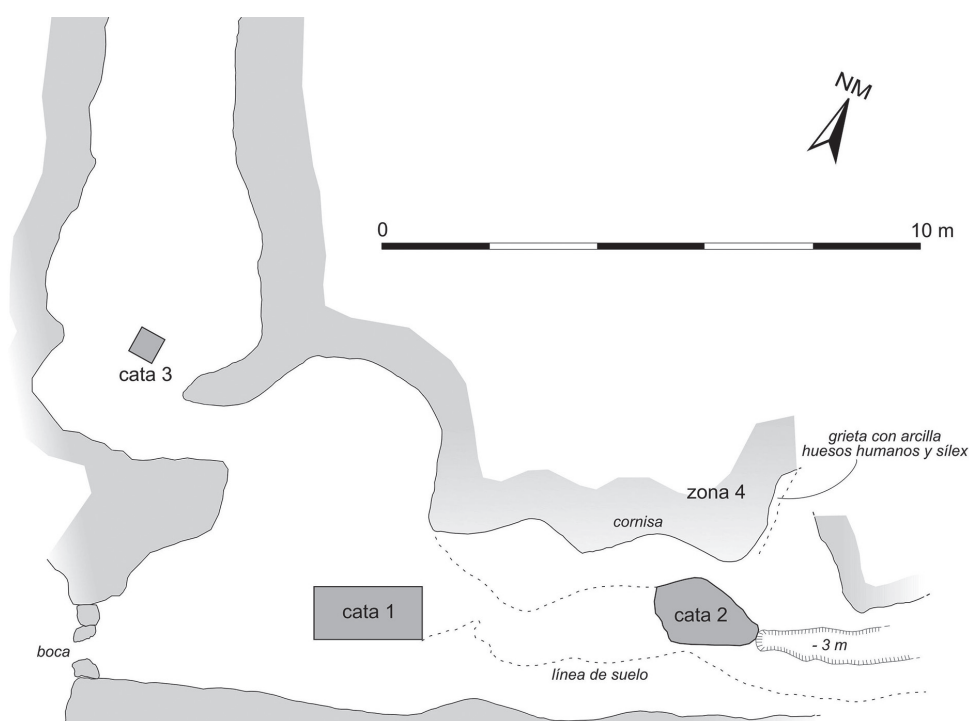 NM
0 10 m
cata 3
grieta con arcilla
huesos humanos y sílex
zona 4
cornisa
cata 1
cata 2
boca
- 3 m
línea de suelo